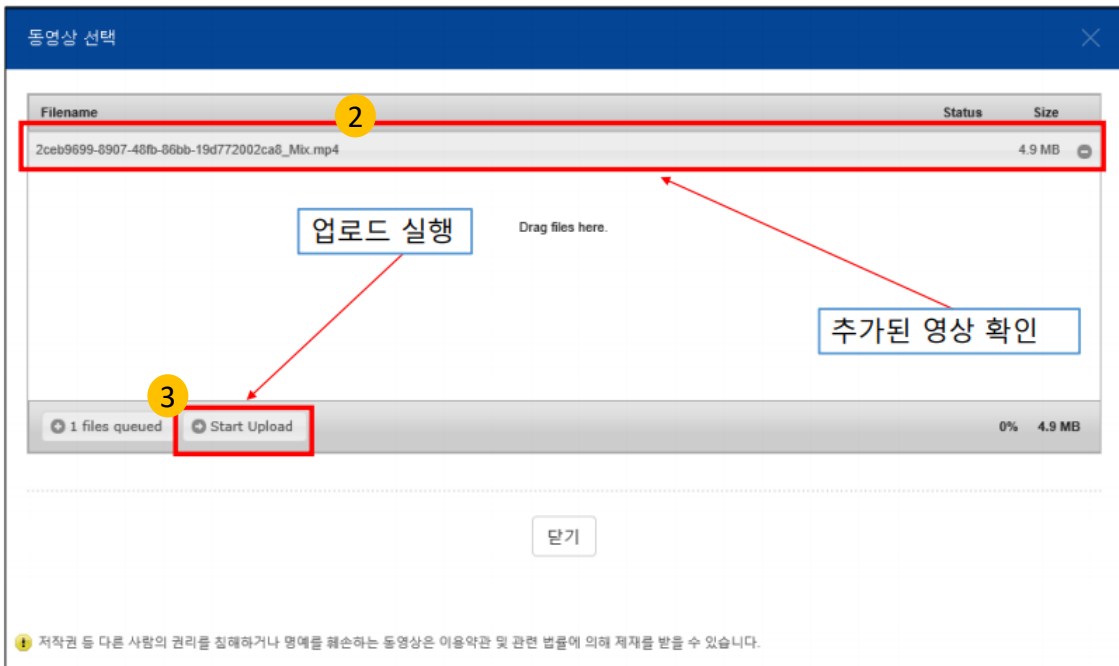 동영상 선택
Filename Status Size
2
2ceb9699-8907-48fb-86bb-19d772002ca8_Mix.mp4 4.9 MB
업로드 실행
Drag files here.
추가된 영상 확인
3
1 files queued Start Upload 0% 4.9 MB
닫기
저작권 등 다른 사람의 권리를 침해하거나 명예를 훼손하는 동영상은 이용약관 및 관련 법률에 의해 제재를 받을 수 있습니다.